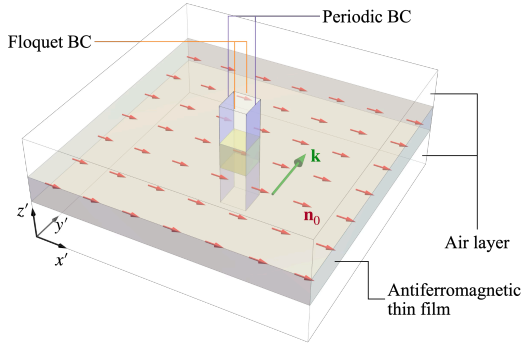 Periodic BC
Floquet BC
k
n₀
z′
y′
x′
Air layer
Antiferromagnetic
thin film